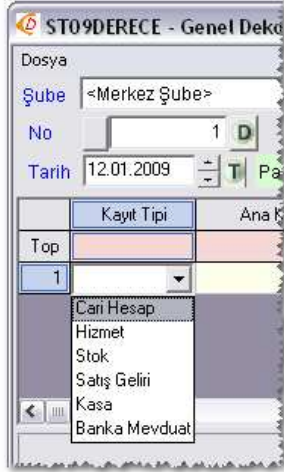 ST09DERECE - Genel Deko
Dosya
Şube <Merkez Şube>
No 1 D
Tarih 12.01.2009 T Pa
Kayıt Tipi Ana K
Top
1
Cari Hesap
Hizmet
Stok
Satış Geliri
Kasa
Banka Mevduat